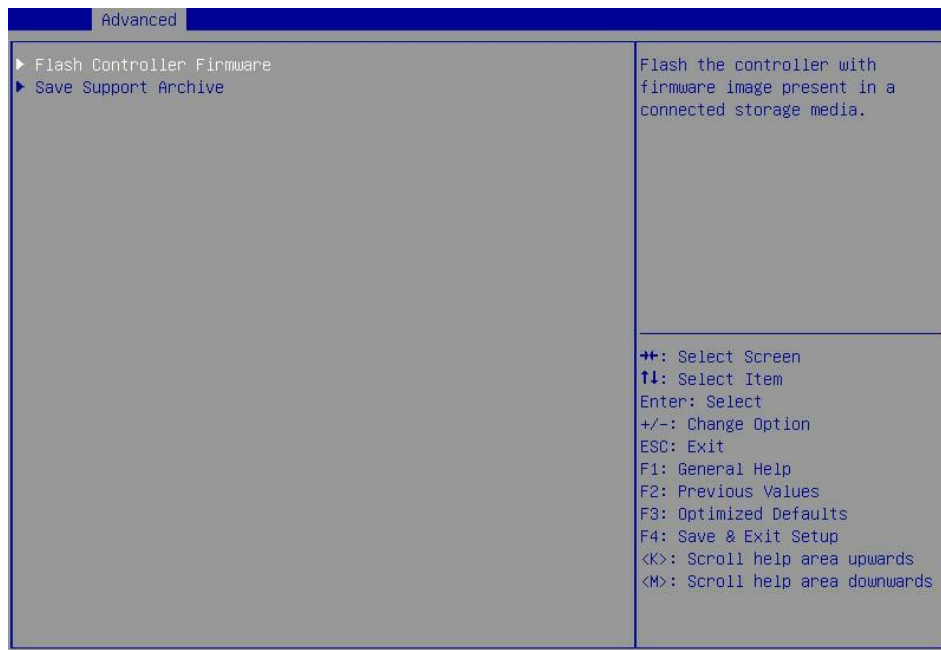 Advanced
Flash Controller Firmware
Save Support Archive
Flash the controller with
firmware image present in a
connected storage media.
→←: Select Screen
↑↓: Select Item
Enter: Select
+/-: Change Option
ESC: Exit
F1: General Help
F2: Previous Values
F3: Optimized Defaults
F4: Save & Exit Setup
<K>: Scroll help area upwards
<M>: Scroll help area downwards